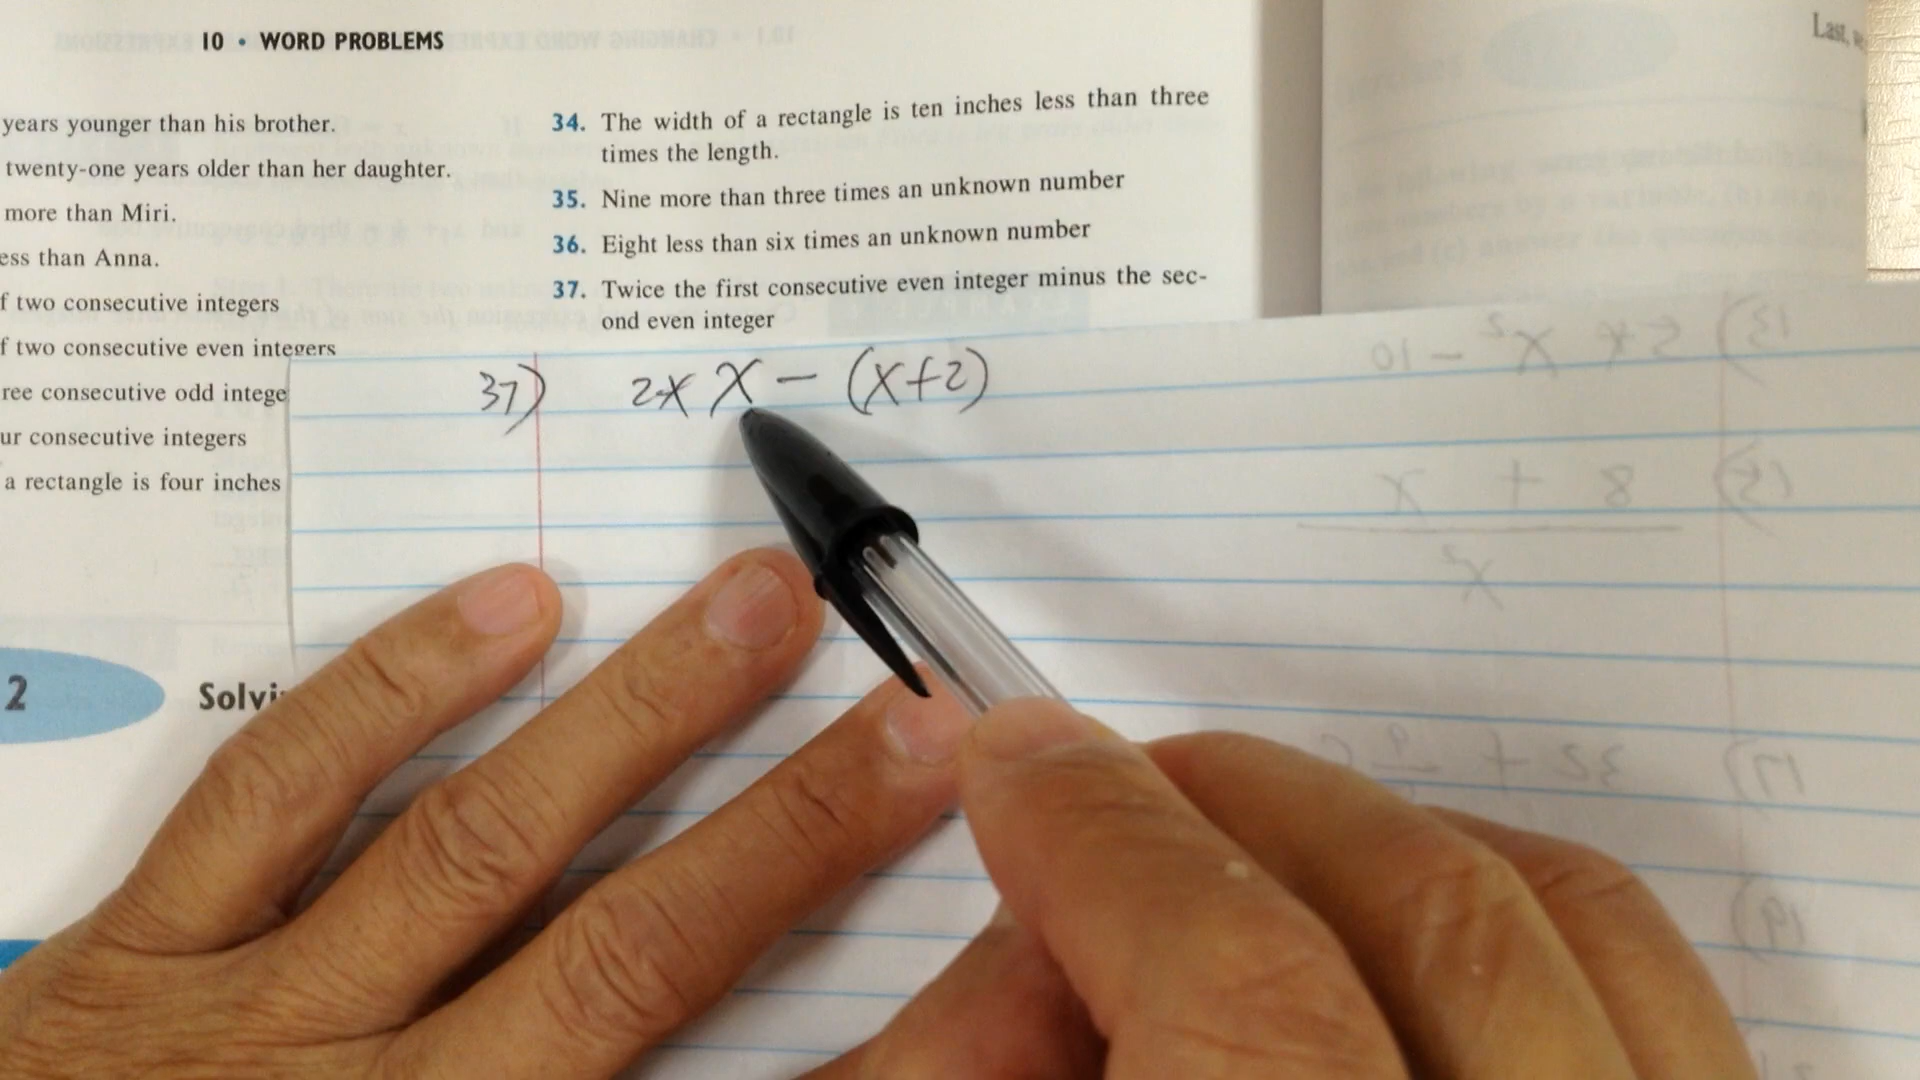 10 • WORD PROBLEMS
years younger than his brother.
twenty-one years older than her daughter.
more than Miri.
ess than Anna.
f two consecutive integers
f two consecutive even integers
ree consecutive odd intege
ur consecutive integers
a rectangle is four inches
2 Solvi
34. The width of a rectangle is ten inches less than three
times the length.
35. Nine more than three times an unknown number
36. Eight less than six times an unknown number
37. Twice the first consecutive even integer minus the sec-
ond even integer
37) 2 x X - (X+2)
Last,